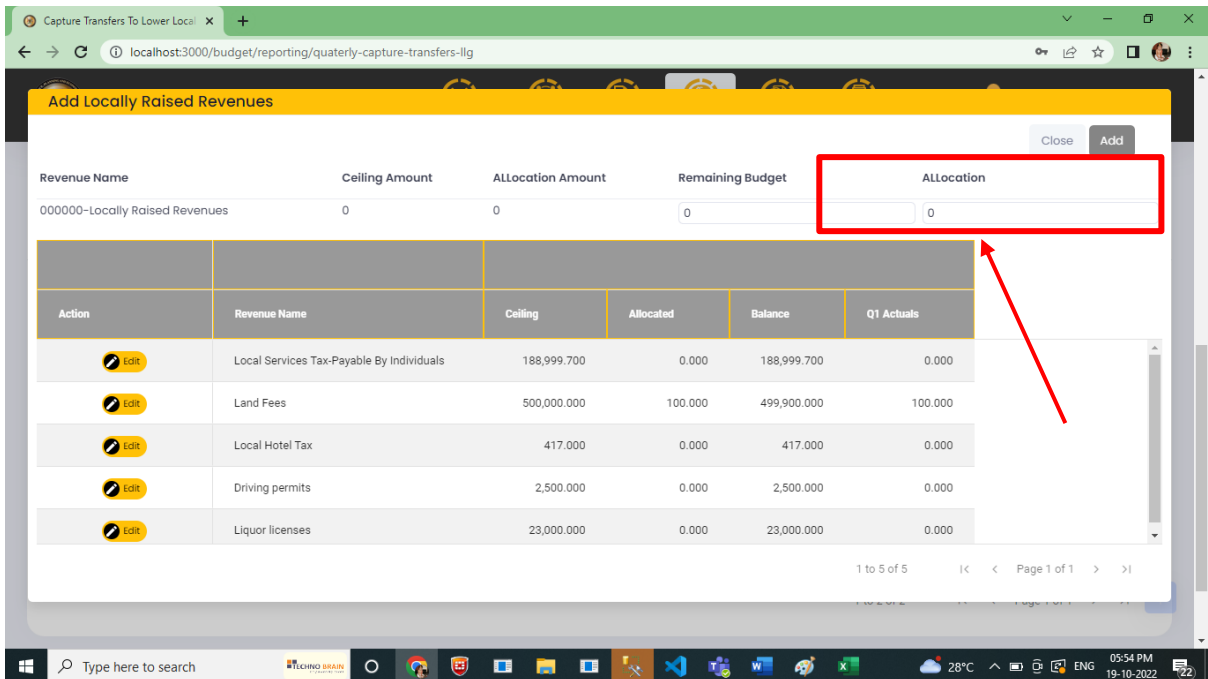 Capture Transfers To Lower Local
localhost:3000/budget/reporting/quaterly-capture-transfers-llg
Add Locally Raised Revenues
Close Add
Revenue Name Ceiling Amount ALLocation Amount Remaining Budget ALLocation
000000-Locally Raised Revenues 0 0 0 0
Action Revenue Name Ceiling Allocated Balance Q1 Actuals
Edit Local Services Tax-Payable By Individuals 188,999.700 0.000 188,999.700 0.000
Edit Land Fees 500,000.000 100.000 499,900.000 100.000
Edit Local Hotel Tax 417.000 0.000 417.000 0.000
Edit Driving permits 2,500.000 0.000 2,500.000 0.000
Edit Liquor licenses 23,000.000 0.000 23,000.000 0.000
1 to 5 of 5 Page 1 of 1
Type here to search TECHNO BRAIN 28°C ENG 05:54 PM
19-10-2022 22